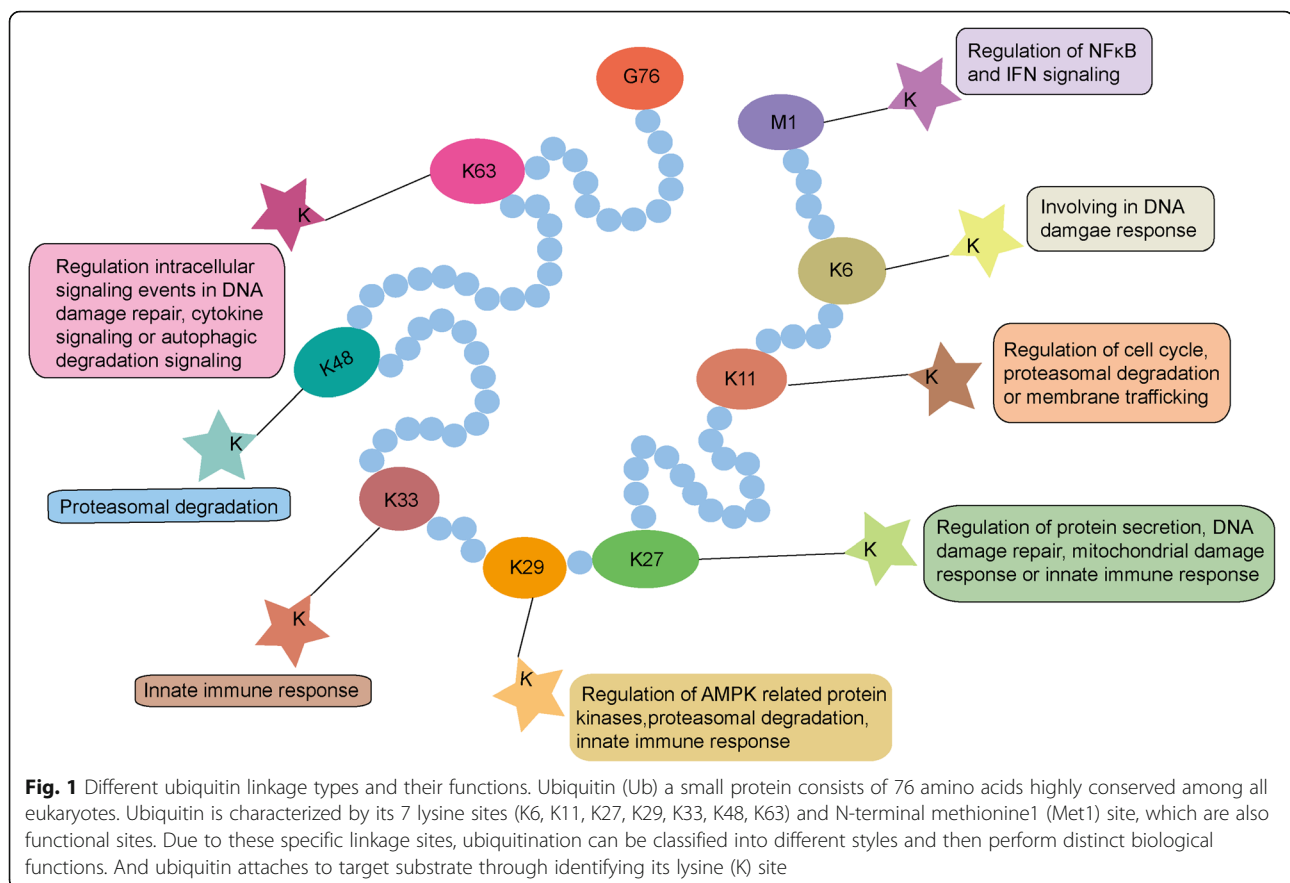 G76
M1
K
Regulation of NFκB
and IFN signaling
K63
K
Involving in DNA
damgae response
K
K6
Regulation intracellular
signaling events in DNA
damage repair, cytokine
signaling or autophagic
degradation signaling
K48
K11
K
Regulation of cell cycle,
proteasomal degradation
or membrane trafficking
K
Proteasomal degradation
K33
K29
K27
K
Regulation of protein secretion, DNA
damage repair, mitochondrial damage
response or innate immune response
K
Innate immune response
K
Regulation of AMPK related protein
kinases,proteasomal degradation,
innate immune response
Fig. 1 Different ubiquitin linkage types and their functions. Ubiquitin (Ub) a small protein consists of 76 amino acids highly conserved among all
eukaryotes. Ubiquitin is characterized by its 7 lysine sites (K6, K11, K27, K29, K33, K48, K63) and N-terminal methionine1 (Met1) site, which are also
functional sites. Due to these specific linkage sites, ubiquitination can be classified into different styles and then perform distinct biological
functions. And ubiquitin attaches to target substrate through identifying its lysine (K) site